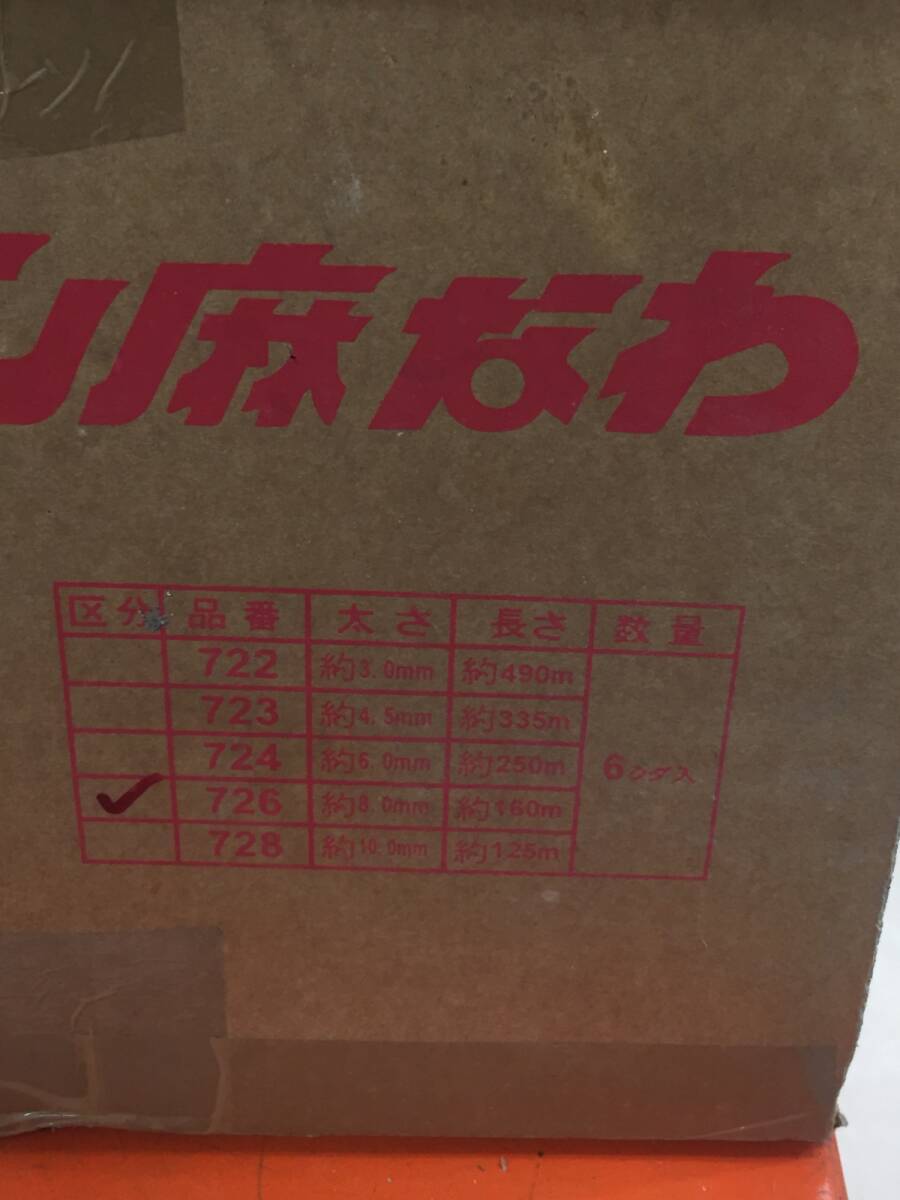 ン麻なわ
区分 品番 太さ 長さ 数量
722 約3.0mm 約490m
723 約4.5mm 約335m
724 約6.0mm 約250m
6コダ入
726 約8.0mm 約160m
728 約10.0mm 約125m